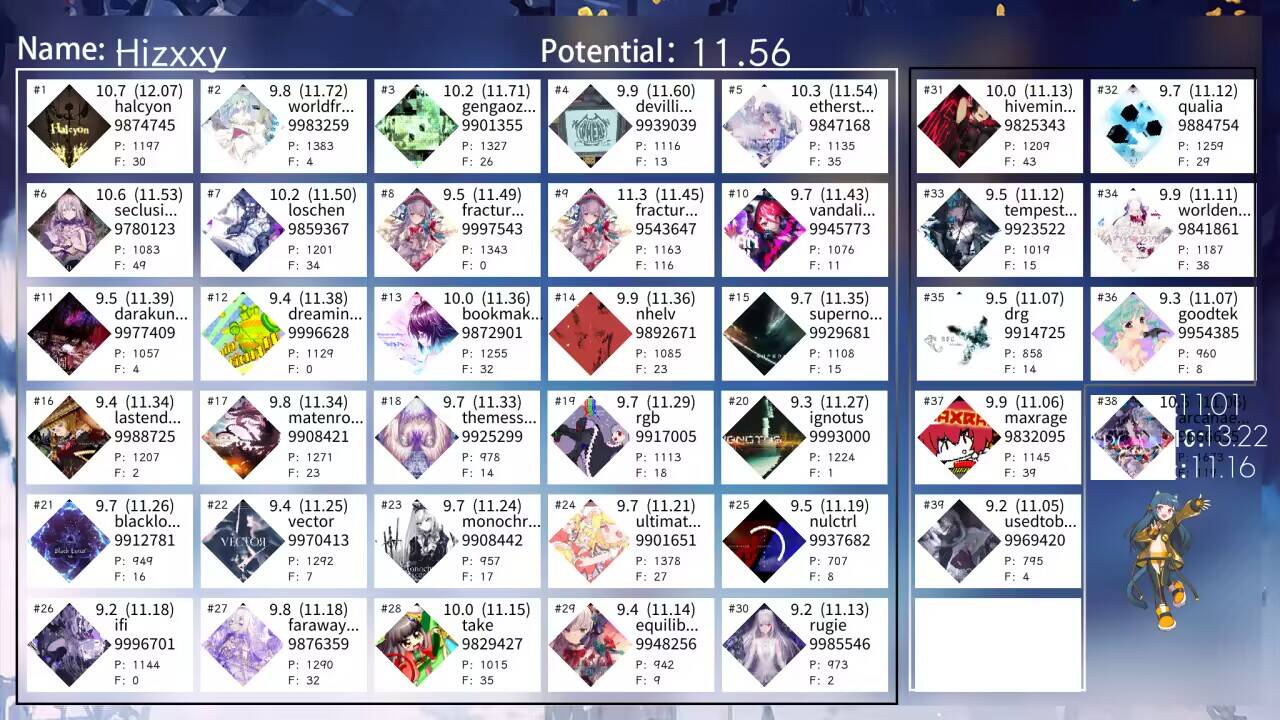 Name: Hizxxy
Potential: 11.56
#1 10.7 (12.07)
halcyon
9874745
P: 1197
F: 30
#2 9.8 (11.72)
worldfr...
9983259
P: 1383
F: 4
#3 10.2 (11.71)
gengaoz...
9901355
P: 1327
F: 26
#4 9.9 (11.60)
devilli...
9939039
P: 1116
F: 13
#5 10.3 (11.54)
etherst...
9847168
P: 1135
F: 35
#6 10.6 (11.53)
seclusi...
9780123
P: 1083
F: 49
#7 10.2 (11.50)
loschen
9859367
P: 1201
F: 34
#8 9.5 (11.49)
fractur...
9997543
P: 1343
F: 0
#9 11.3 (11.45)
fractur...
9543647
P: 1163
F: 116
#10 9.7 (11.43)
vandali...
9945773
P: 1076
F: 11
#11 9.5 (11.39)
darakun...
9977409
P: 1057
F: 4
#12 9.4 (11.38)
dreamin...
9996628
P: 1129
F: 0
#13 10.0 (11.36)
bookmak...
9872901
P: 1255
F: 32
#14 9.9 (11.36)
nhelv
9892671
P: 1085
F: 23
#15 9.7 (11.35)
superno...
9929681
P: 1108
F: 15
#16 9.4 (11.34)
lastend...
9988725
P: 1207
F: 2
#17 9.8 (11.34)
matenro...
9908421
P: 1271
F: 23
#18 9.7 (11.33)
themess...
9925299
P: 978
F: 14
#19 9.7 (11.29)
rgb
9917005
P: 1113
F: 18
#20 9.3 (11.27)
ignotus
9993000
P: 1224
F: 1
#21 9.7 (11.26)
blacklo...
9912781
P: 949
F: 16
#22 9.4 (11.25)
vector
9970413
P: 1292
F: 7
#23 9.7 (11.24)
monochr...
9908442
P: 957
F: 17
#24 9.7 (11.21)
ultimat...
9901651
P: 1378
F: 27
#25 9.5 (11.19)
nulctrl
9937682
P: 707
F: 8
#26 9.2 (11.18)
ifi
9996701
P: 1144
F: 0
#27 9.8 (11.18)
faraway...
9876359
P: 1290
F: 32
#28 10.0 (11.15)
take
9829427
P: 1015
F: 35
#29 9.4 (11.14)
equilib...
9948256
P: 942
F: 9
#30 9.2 (11.13)
rugie
9985546
P: 973
F: 2
#31 10.0 (11.13)
hivemin...
9825343
P: 1209
F: 43
#32 9.7 (11.12)
qualia
9884754
P: 1259
F: 29
#33 9.5 (11.12)
tempest...
9923522
P: 1019
F: 15
#34 9.9 (11.11)
worlden...
9841861
P: 1187
F: 38
#35 9.5 (11.07)
drg
9914725
P: 858
F: 14
#36 9.3 (11.07)
goodtek
9954385
P: 960
F: 8
#37 9.9 (11.06)
maxrage
9832095
P: 1145
F: 39
#38
arcanae...
#39 9.2 (11.05)
usedtob...
9969420
P: 795
F: 4